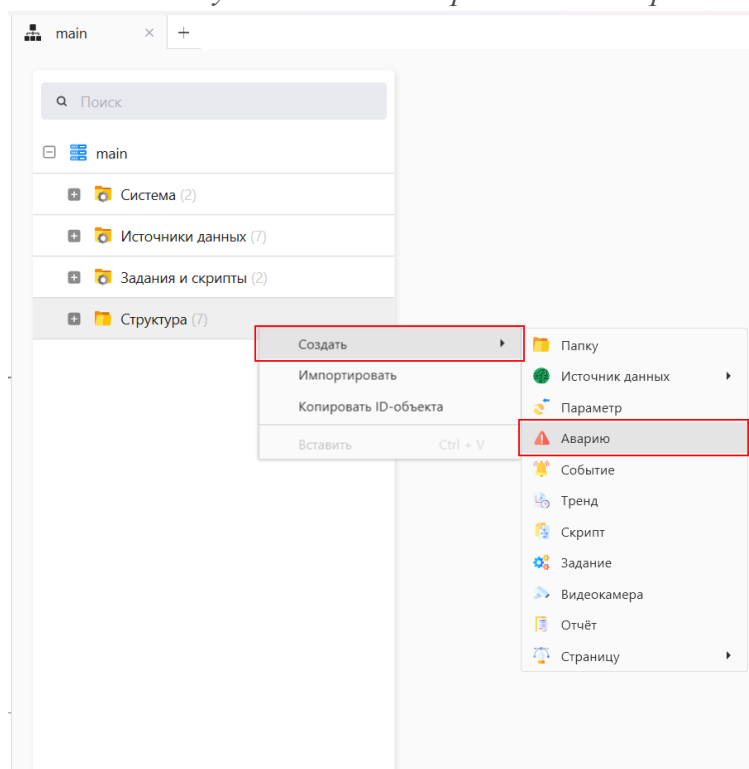 main × +
Поиск
main
Система (2)
Источники данных (7)
Задания и скрипты (2)
Структура (7)
Создать
Импортировать
Копировать ID-объекта
Вставить Ctrl + V
Папку
Источник данных
Параметр
Аварию
Событие
Тренд
Скрипт
Задание
Видеокамера
Отчёт
Страницу